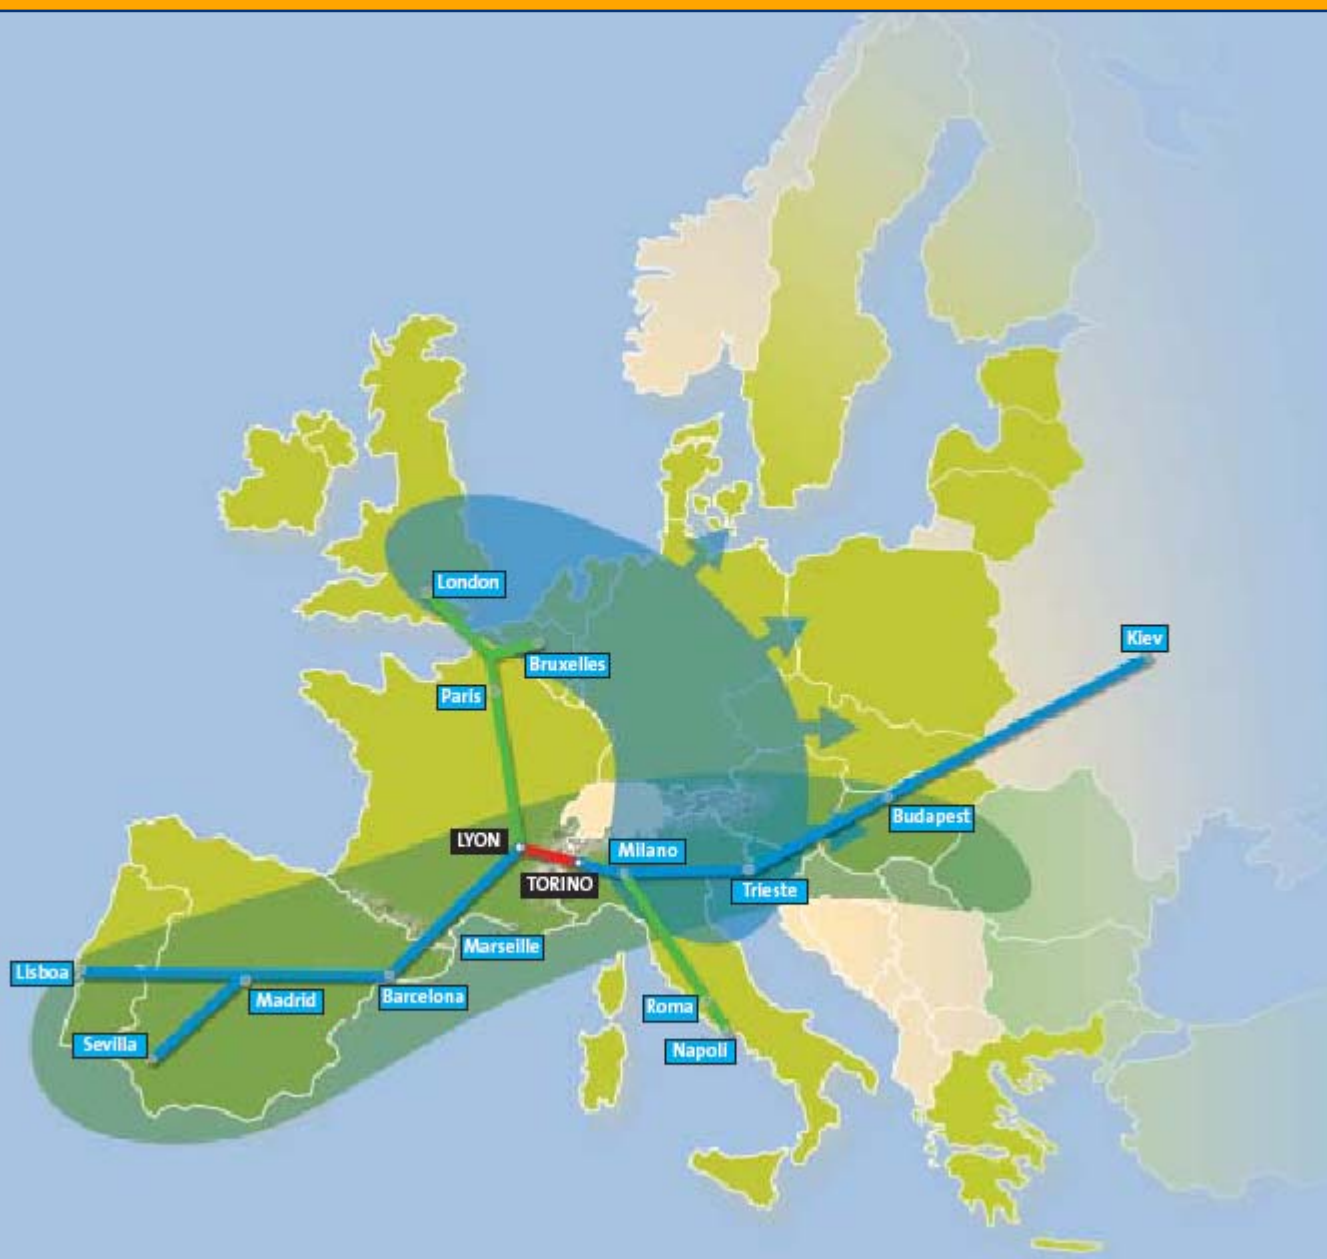 London
Kiev
Bruxelles
Paris
Budapest
LYON
Milano
TORINO
Trieste
Marseille
Lisboa
Madrid
Barcelona
Roma
Sevilla
Napoli